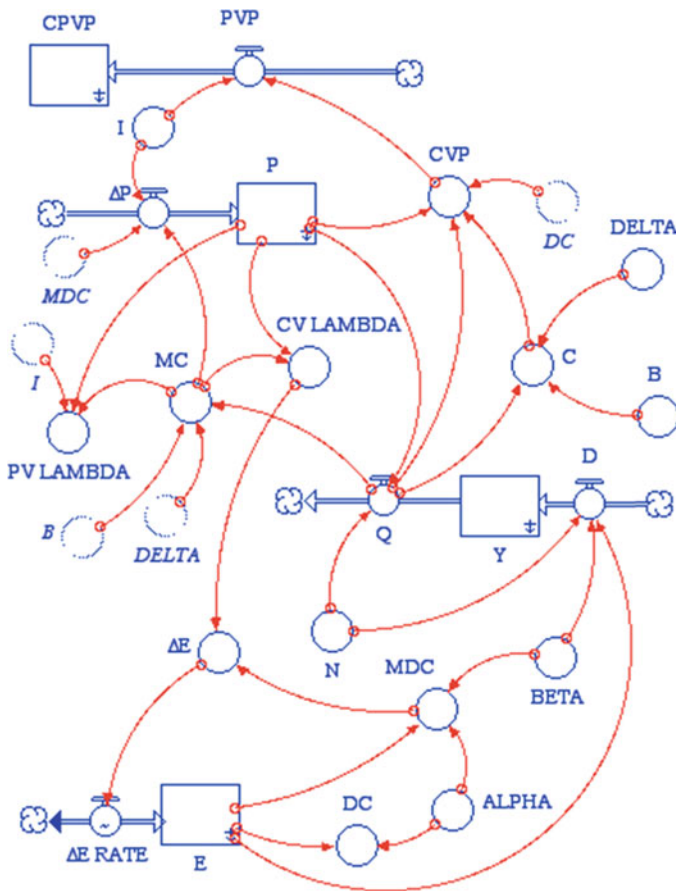 CPVP
PVP
I
P
CVP
ΔP
DC
DELTA
MDC
CV LAMBDA
MC
C
I
B
PV LAMBDA
D
B
DELTA
Q
Y
ΔE
N
MDC
BETA
DC
ALPHA
~
ΔE RATE
E